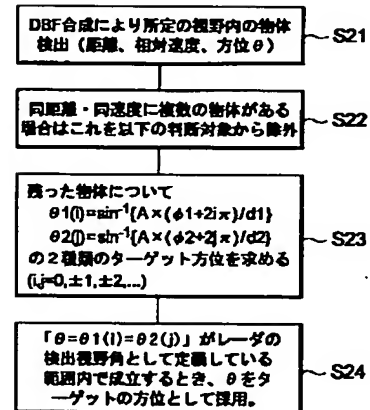 DBF合成により所定の視野内の物体
検出(距離、相対速度、方位θ)
S21
同距離・同速度に複数の物体がある
場合はこれを以下の判断対象から除外
S22
残った物体について
θ1(i)=sin⁻¹{A×(φ1+2iπ)/d1}
θ2(j)=sin⁻¹{A×(φ2+2jπ)/d2}
の2種類のターゲット方位を求める
(i,j=0,±1,±2,...)
S23
「θ=θ1(i)=θ2(j)」がレーダの
検出視野角として定義している
範囲内で成立するとき、θをタ
ーゲットの方位として採用。
S24